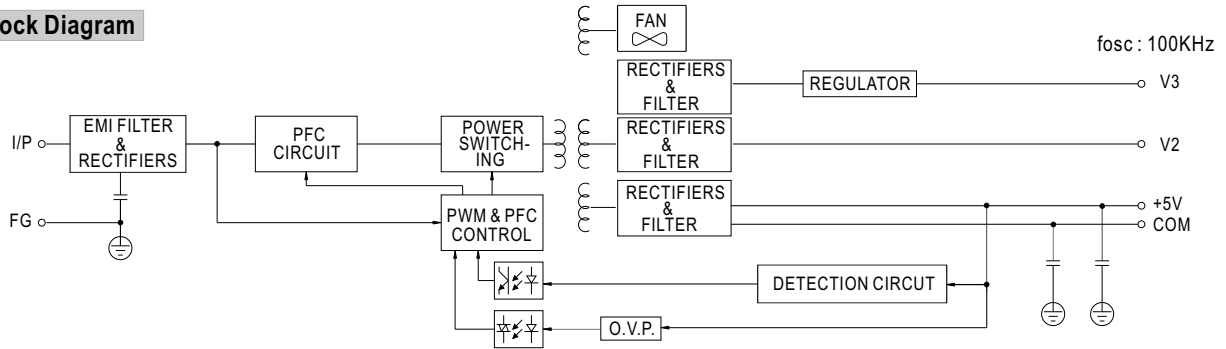 ock Diagram
FAN
fosc : 100KHz
RECTIFIERS
&
FILTER
REGULATOR
V3
I/P
EMI FILTER
&
RECTIFIERS
PFC
CIRCUIT
POWER
SWITCH-
ING
RECTIFIERS
&
FILTER
V2
RECTIFIERS
&
FILTER
+5V
COM
FG
PWM & PFC
CONTROL
DETECTION CIRCUT
O.V.P.